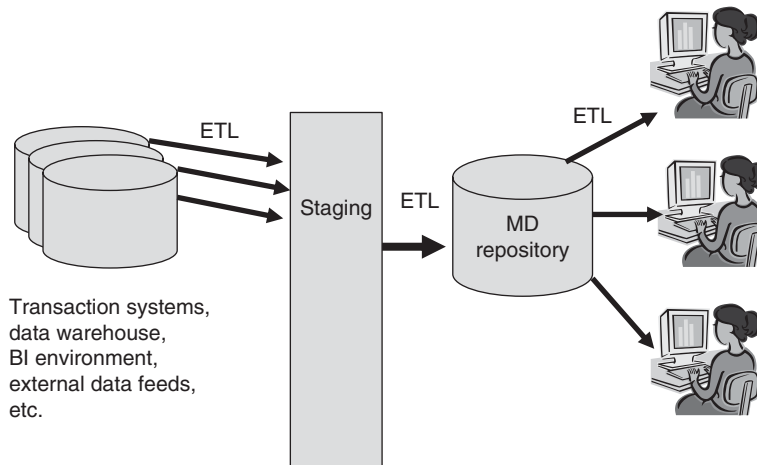 ETL
Staging
ETL
MD
repository
ETL
Transaction systems,
data warehouse,
BI environment,
external data feeds,
etc.